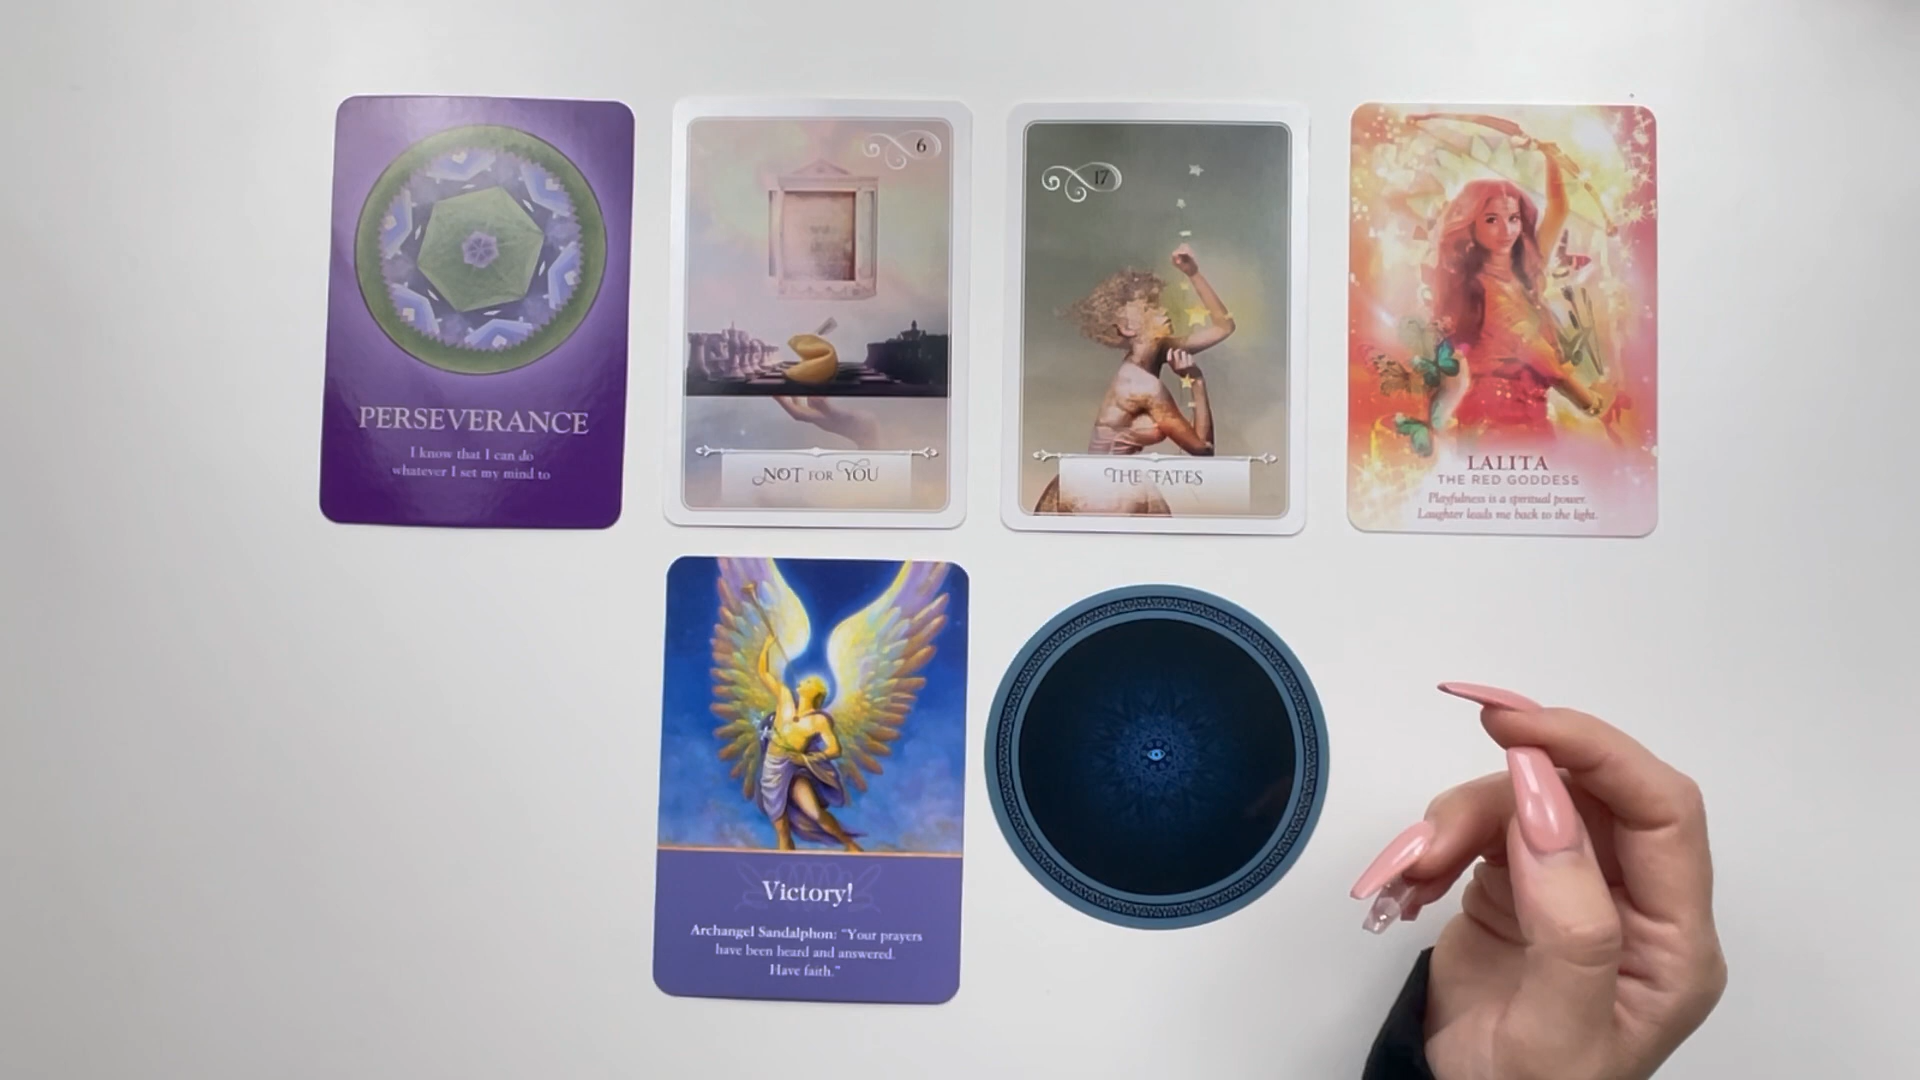 PERSEVERANCE
I know that I can do
whatever I set my mind to
6
NOT FOR YOU
17
THE FATES
LALITA
THE RED GODDESS
Playfulness is a spiritual power.
Laughter leads me back to the light.
Victory!
Archangel Sandalphon: "Your prayers
have been heard and answered.
Have faith."